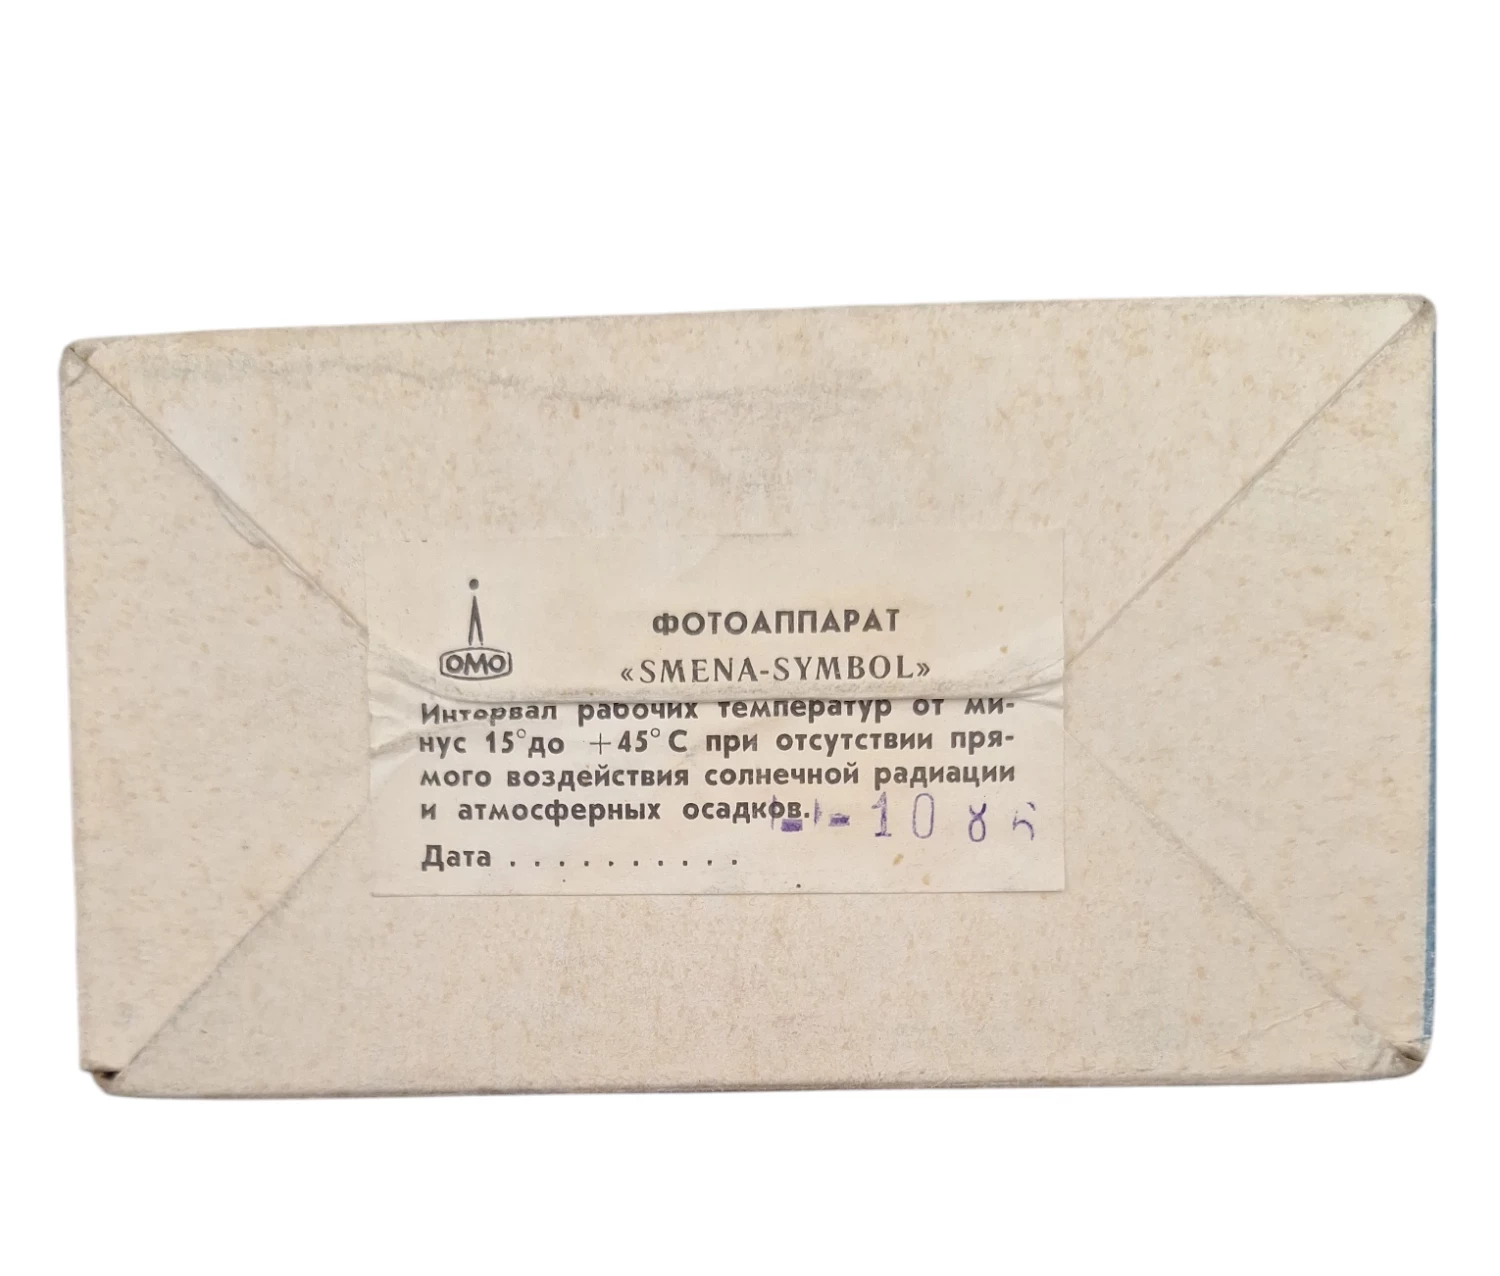 ФОТОАППАРАТ
«SMENA-SYMBOL»
ОМО
Интервал рабочих температур от ми-
нус 15°до +45°С при отсутствии пря-
мого воздействия солнечной радиации
и атмосферных осадков.
10
Дата . . . . . . . . . .